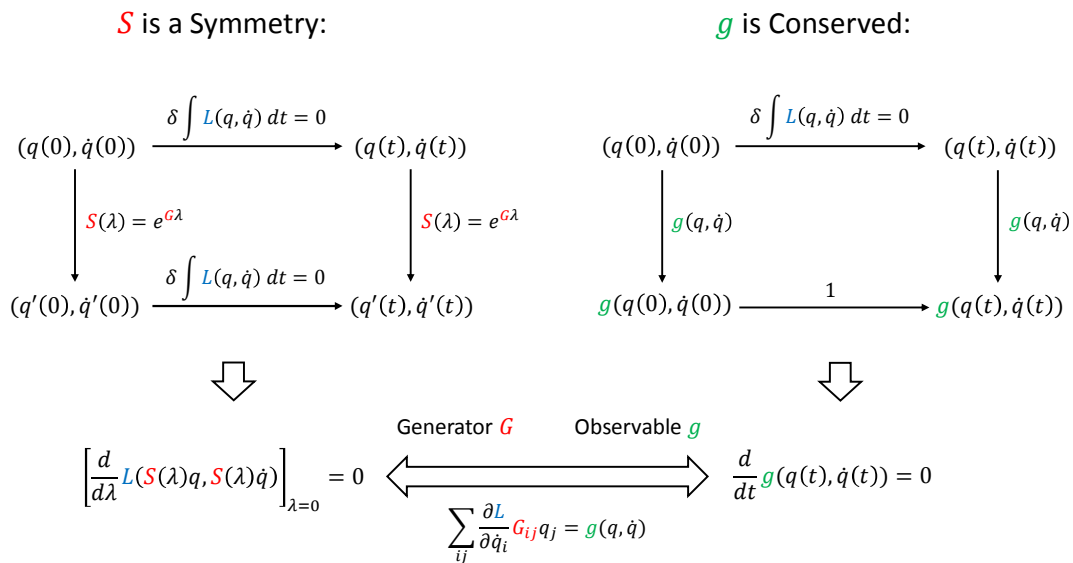 S is a Symmetry:
g is Conserved:
δ ∫ L(q, q̇) dt = 0
(q(0), q̇(0))
(q(t), q̇(t))
S(λ) = e^{Gλ}
S(λ) = e^{Gλ}
δ ∫ L(q, q̇) dt = 0
(q′(0), q̇′(0))
(q′(t), q̇′(t))
δ ∫ L(q, q̇) dt = 0
(q(0), q̇(0))
(q(t), q̇(t))
g(q, q̇)
g(q, q̇)
1
g(q(0), q̇(0))
g(q(t), q̇(t))
Generator G
Observable g
[d/dλ L(S(λ)q, S(λ)q̇)]_{λ=0} = 0
d/dt g(q(t), q̇(t)) = 0
∑_{ij} ∂L/∂q̇_i G_{ij} q_j = g(q, q̇)